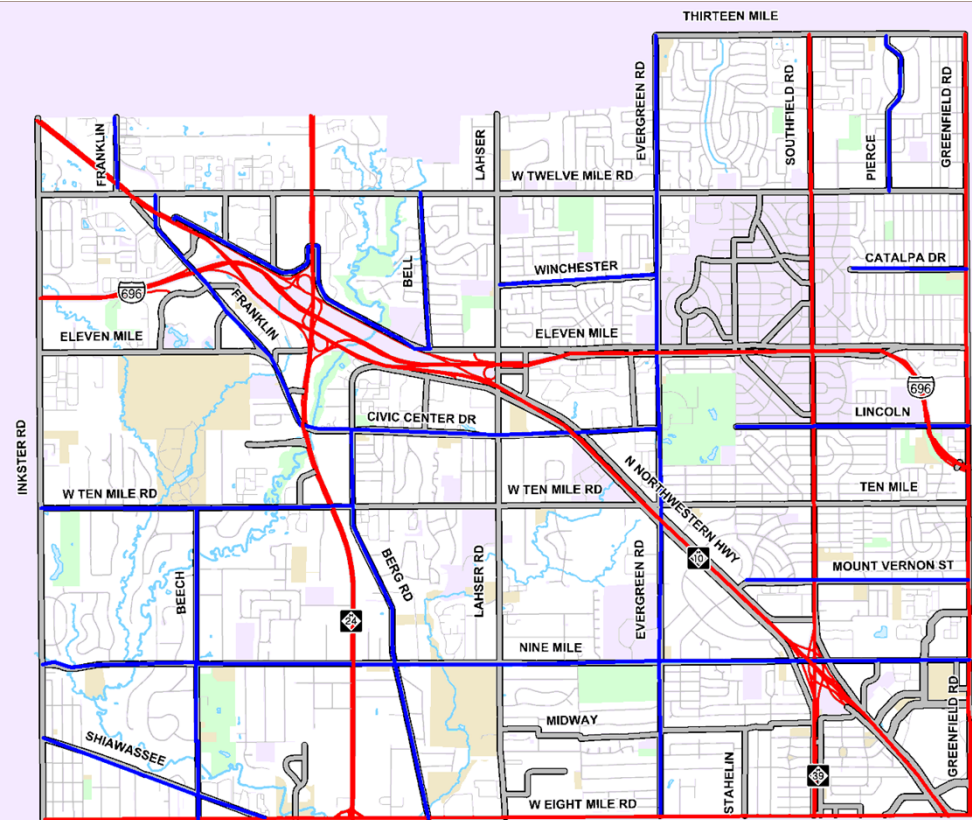 THIRTEEN MILE
FRANKLIN
LAHSER
EVERGREEN RD
SOUTHFIELD RD
PIERCE
GREENFIELD RD
W TWELVE MILE RD
BELL
WINCHESTER
CATALPA DR
696
FRANKLIN
ELEVEN MILE
ELEVEN MILE
696
CIVIC CENTER DR
LINCOLN
INKSTER RD
W TEN MILE RD
W TEN MILE RD
N NORTHWESTERN HWY
TEN MILE
10
MOUNT VERNON ST
BEECH
BERG RD
LAHSER RD
EVERGREEN RD
24
NINE MILE
GREENFIELD RD
MIDWAY
SHIAWASSEE
STAHELIN
39
W EIGHT MILE RD